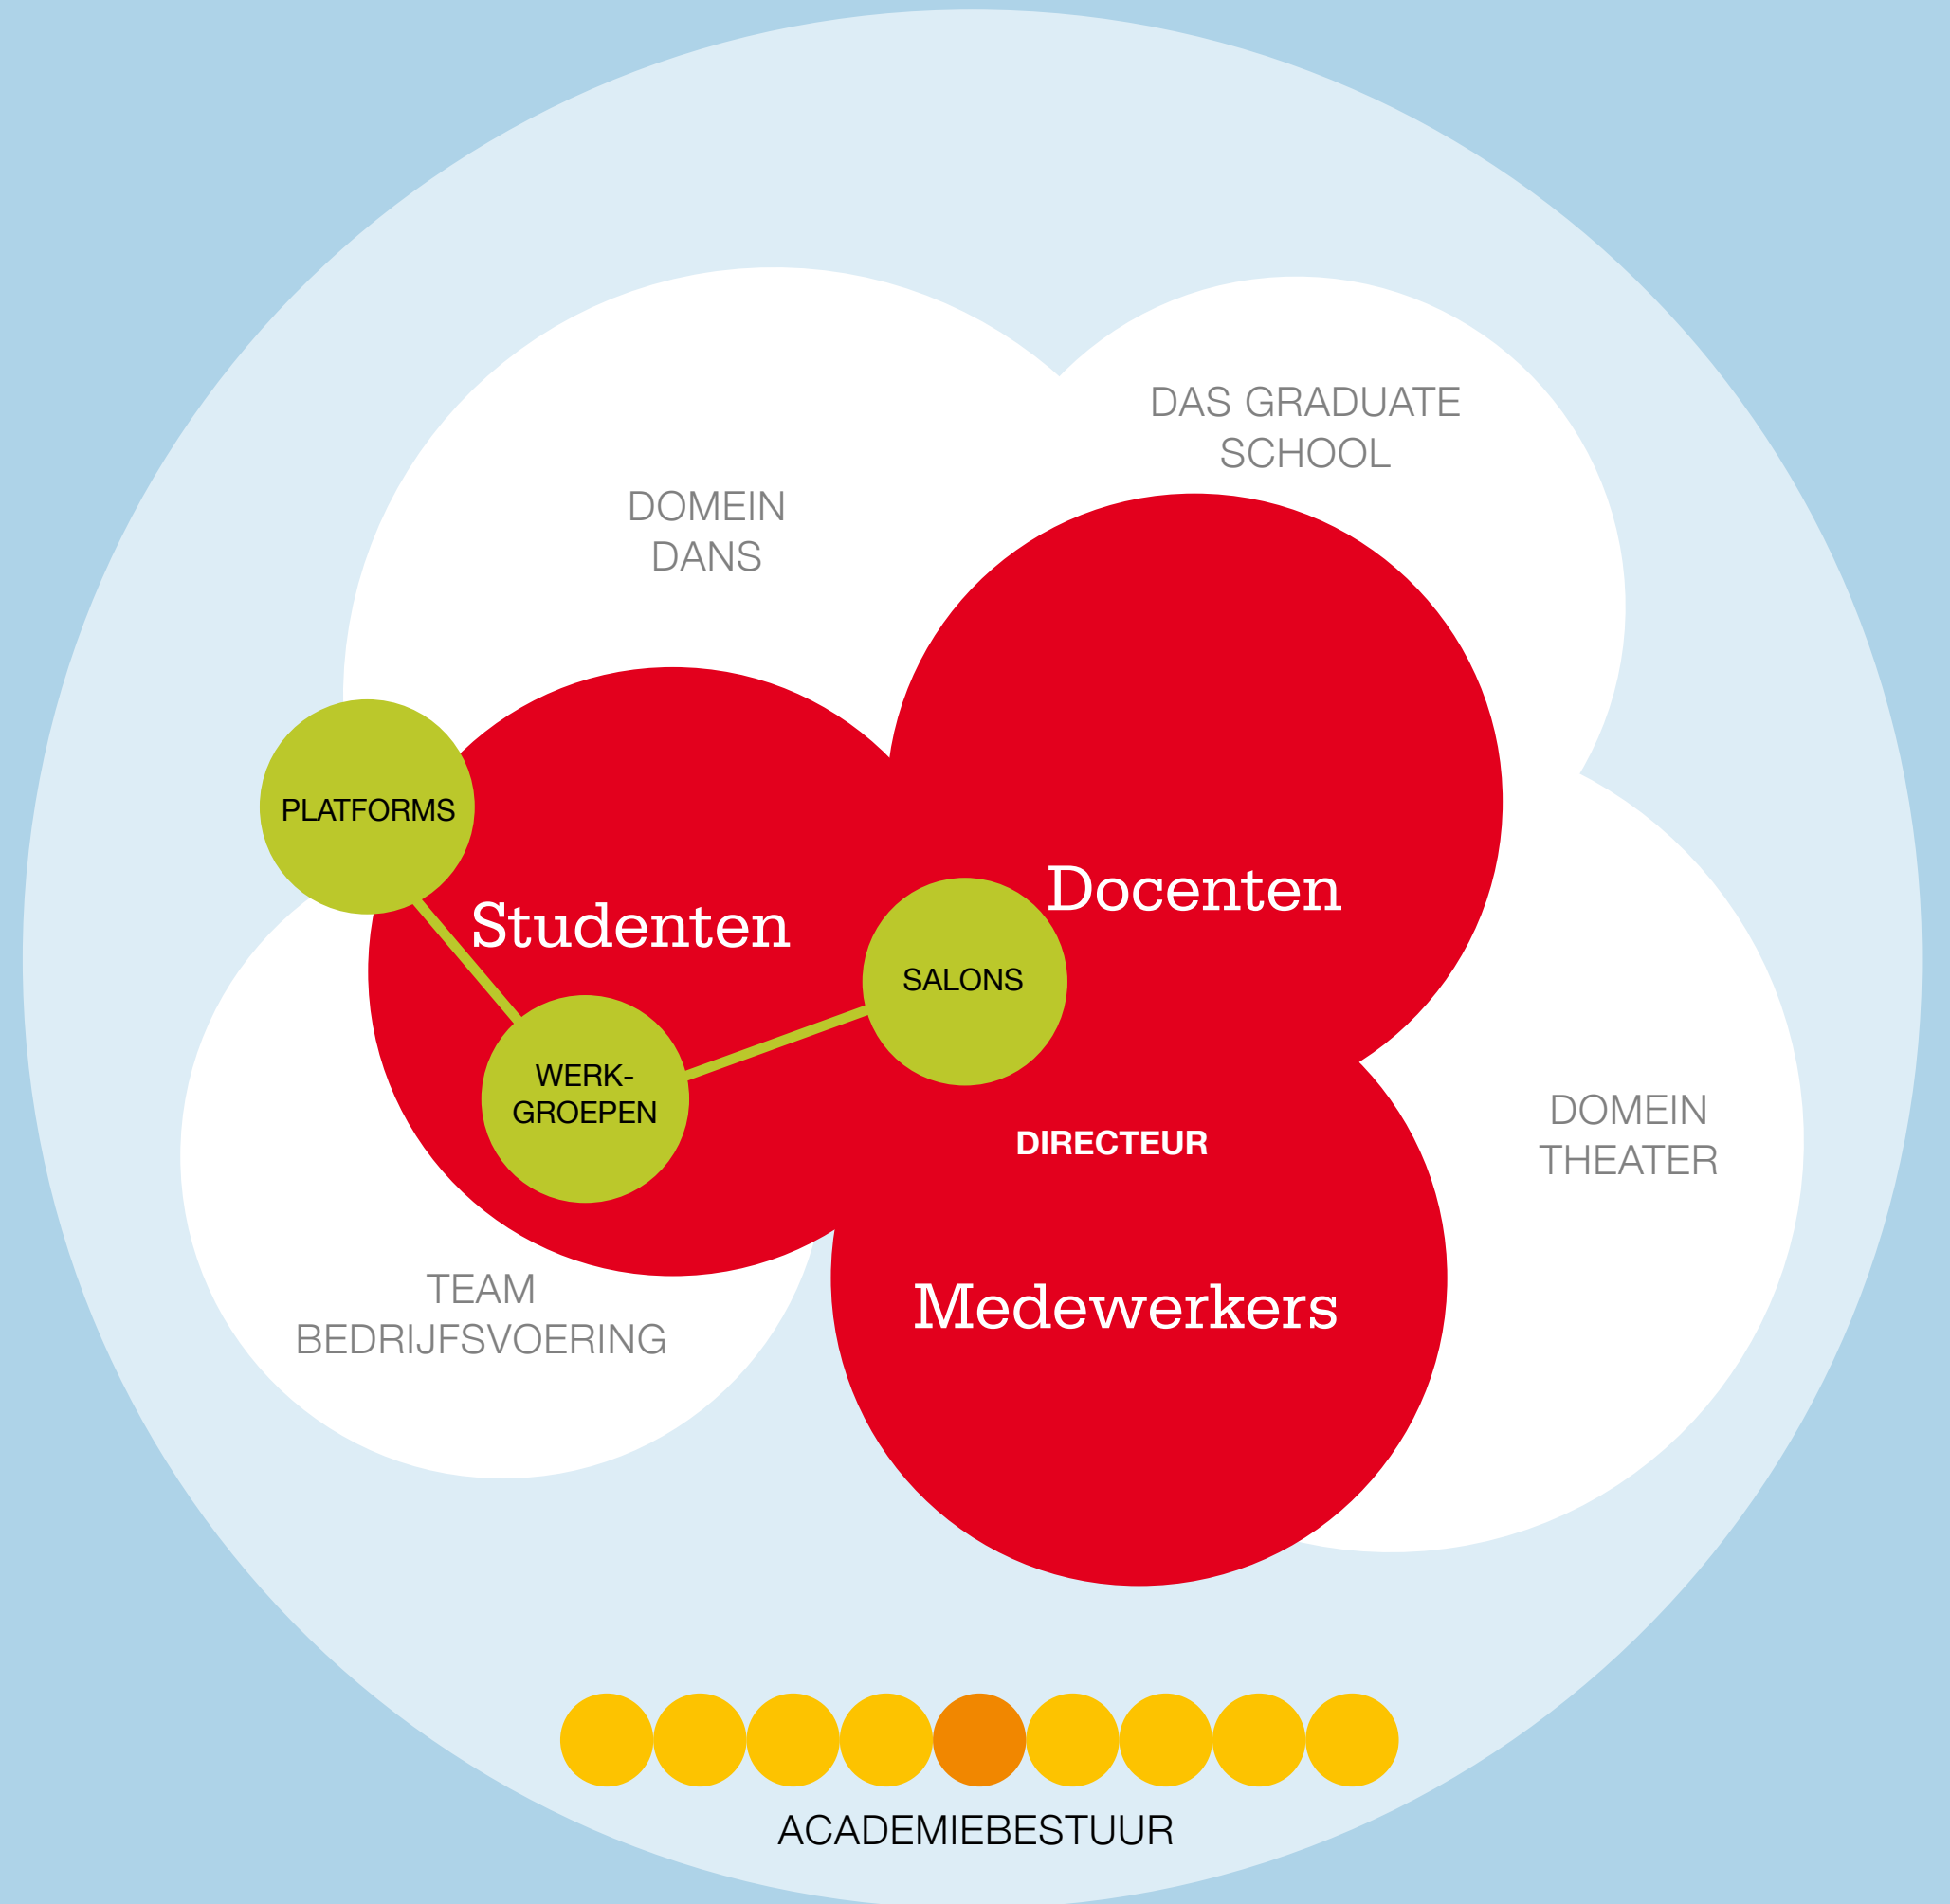 DAS GRADUATE
SCHOOL
DOMEIN
DANS
PLATFORMS
Docenten
Studenten
SALONS
WERK-
GROEPEN
DIRECTEUR
DOMEIN
THEATER
TEAM
BEDRIJFSVOERING
Medewerkers
ACADEMIEBESTUUR